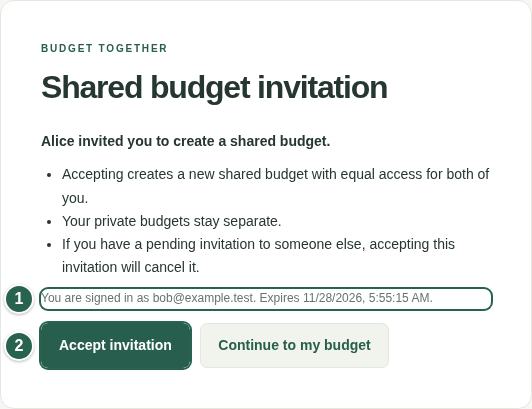 BUDGET TOGETHER
Shared budget invitation
Alice invited you to create a shared budget.
• Accepting creates a new shared budget with equal access for both of
you.
• Your private budgets stay separate.
• If you have a pending invitation to someone else, accepting this
invitation will cancel it.
1 You are signed in as bob@example.test. Expires 11/28/2026, 5:55:15 AM.
2 Accept invitation Continue to my budget